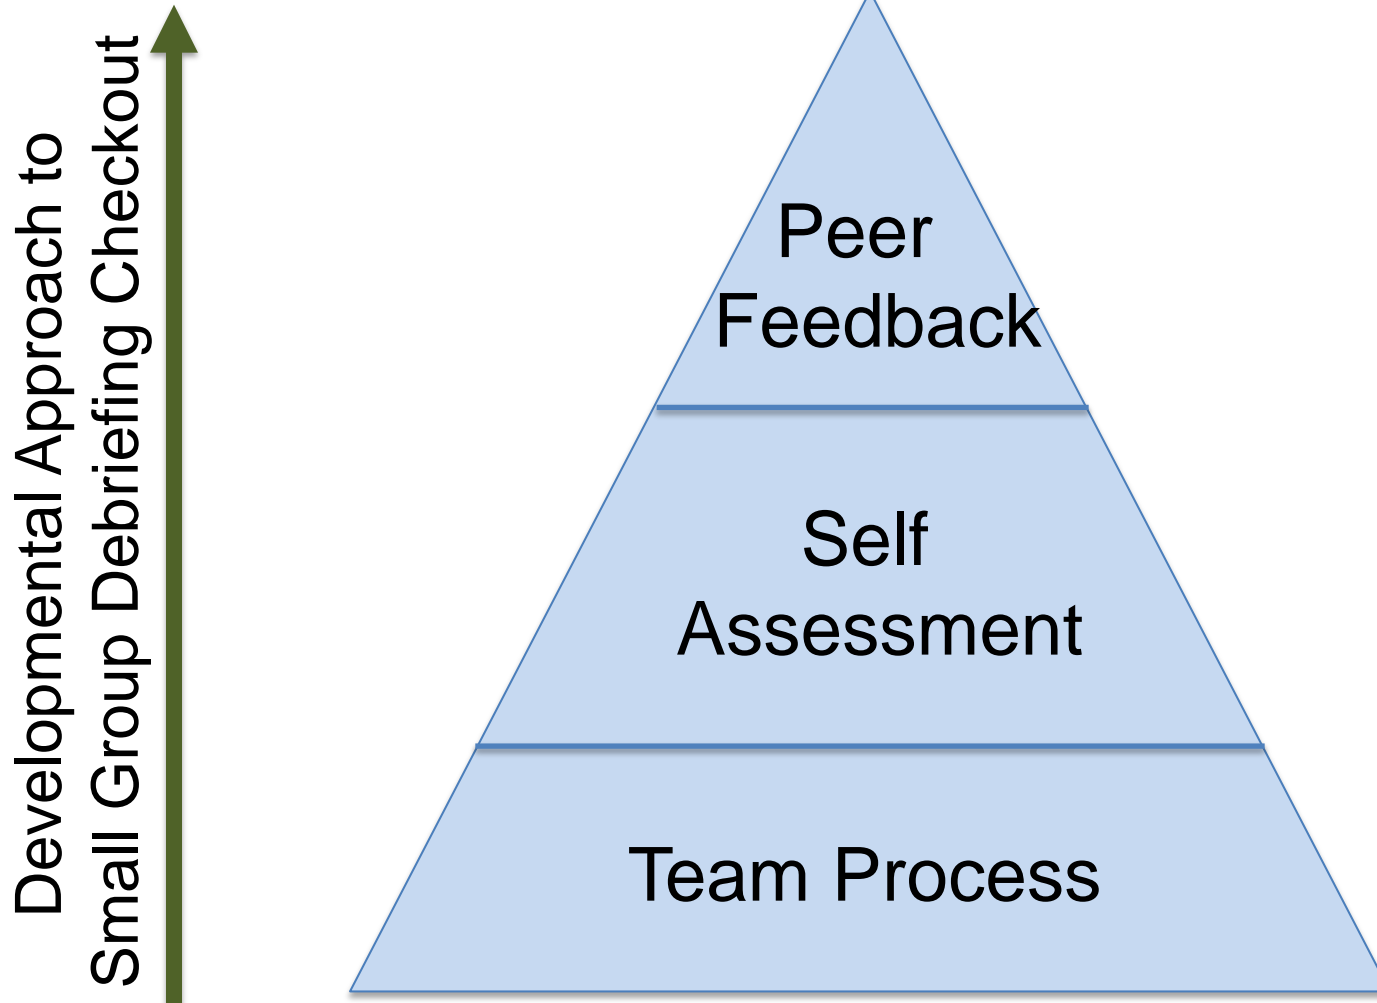 Developmental Approach to
Small Group Debriefing Checkout
Peer
Feedback
Self
Assessment
Team Process